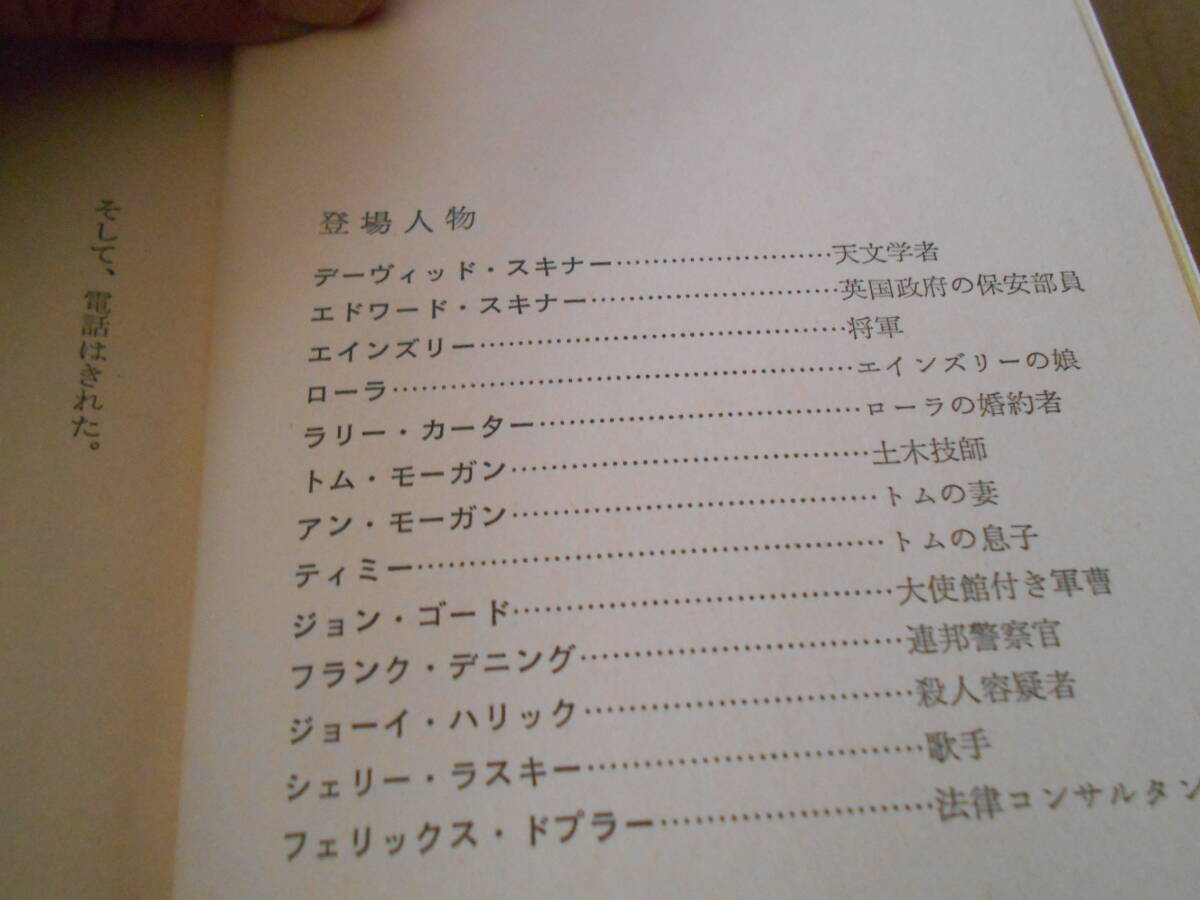 そして、電話はきれた。
登場人物
デーヴィッド・スキナー……………………天文学者
エドワード・スキナー………………………英国政府の保安部員
エインズリー…………………………………将軍
ローラ…………………………………………エインズリーの娘
ラリー・カーター……………………………ローラの婚約者
トム・モーガン………………………………土木技師
アン・モーガン………………………………トムの妻
ティミー………………………………………トムの息子
ジョン・ゴード………………………………大使館付き軍曹
フランク・デニング…………………………連邦警察官
ジョーイ・ハリック…………………………殺人容疑者
シェリー・ラスキー…………………………歌手
フェリックス・ドプラー……………………法律コンサルタン